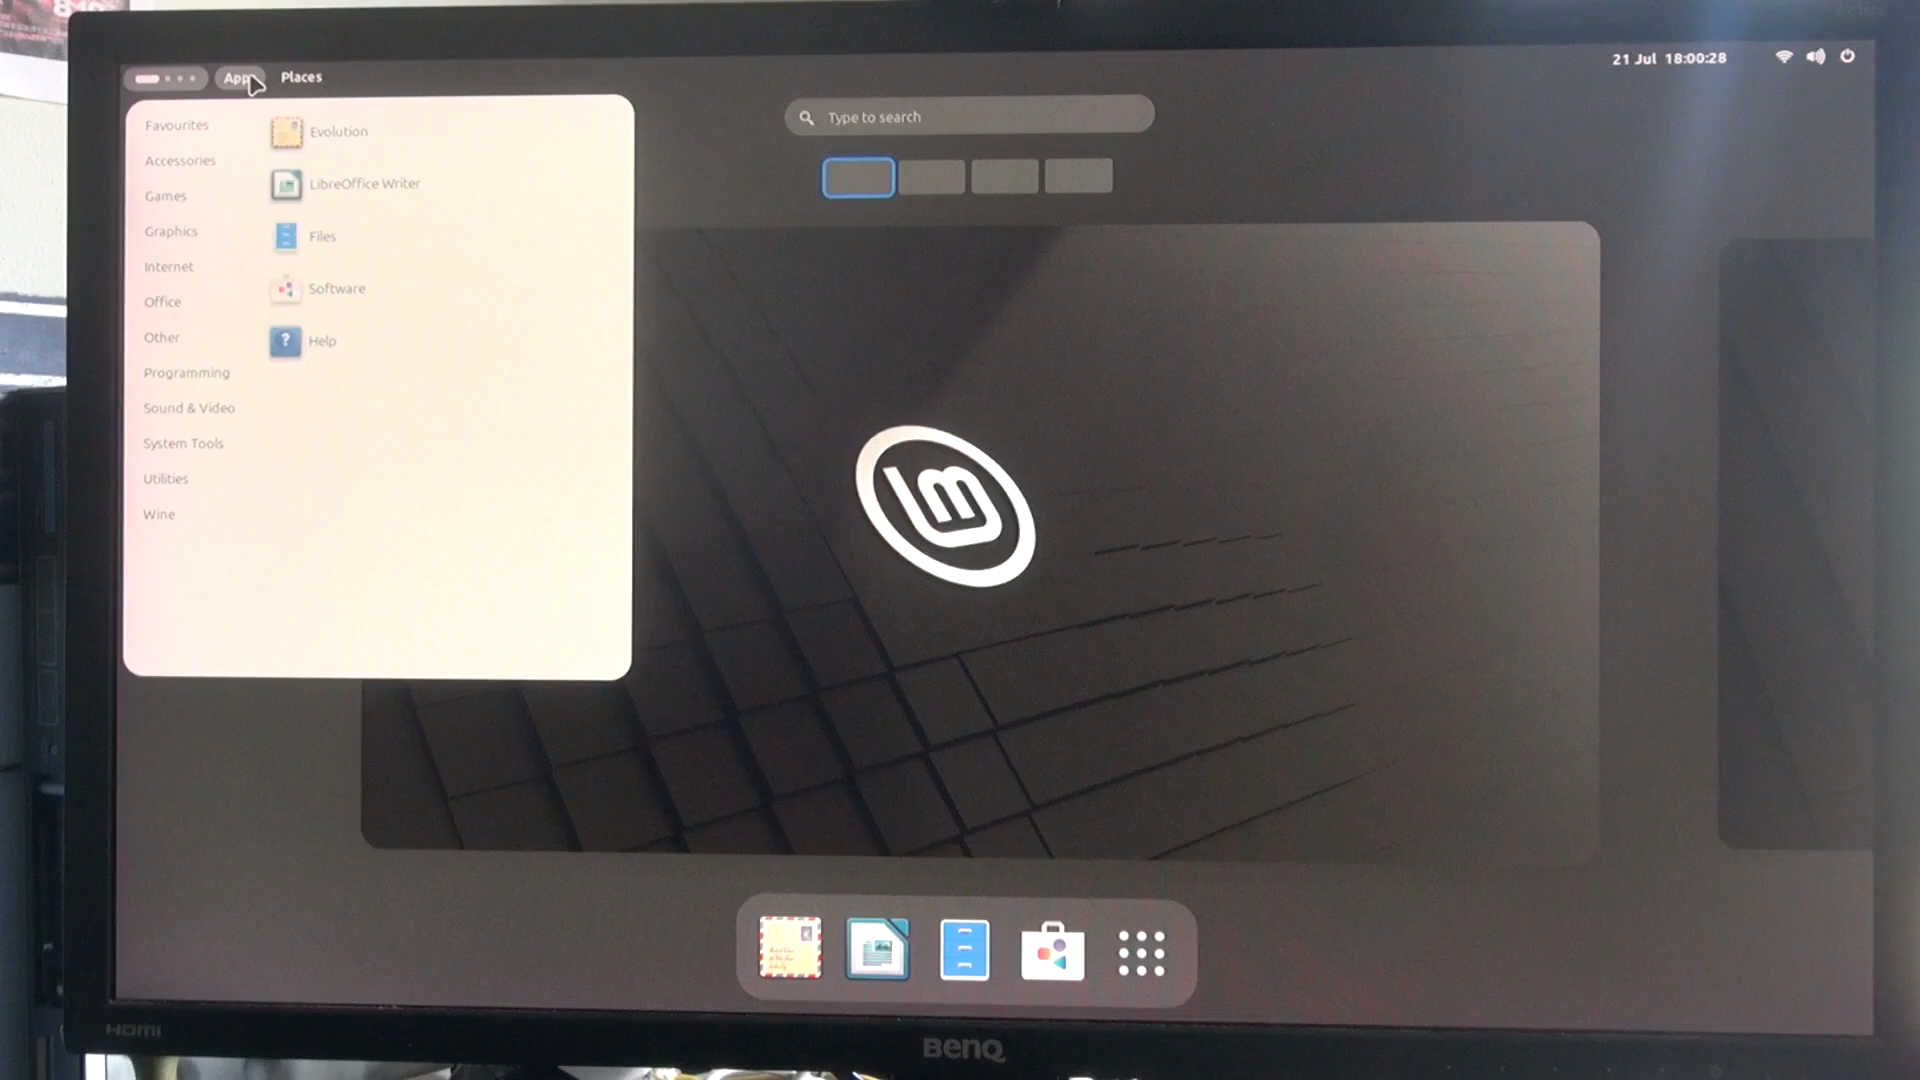 Apps
Places
21 Jul 18:00:28
Type to search
Favourites
Accessories
Games
Graphics
Internet
Office
Other
Programming
Sound & Video
System Tools
Utilities
Wine
Evolution
LibreOffice Writer
Files
Software
Help
HDMI
BenQ